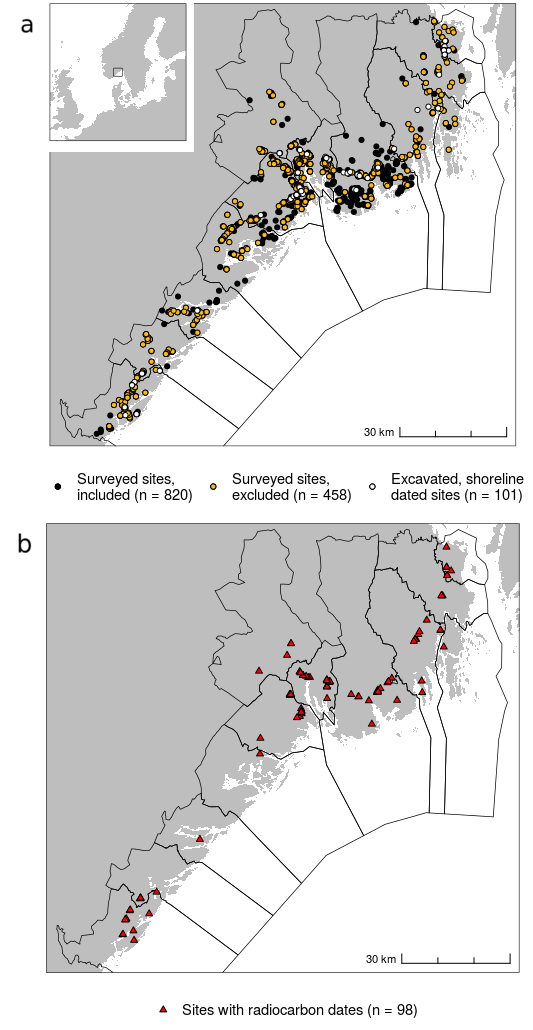 a
30 km
Surveyed sites,
included (n = 820)
Surveyed sites,
excluded (n = 458)
Excavated, shoreline
dated sites (n = 101)
b
30 km
Sites with radiocarbon dates (n = 98)